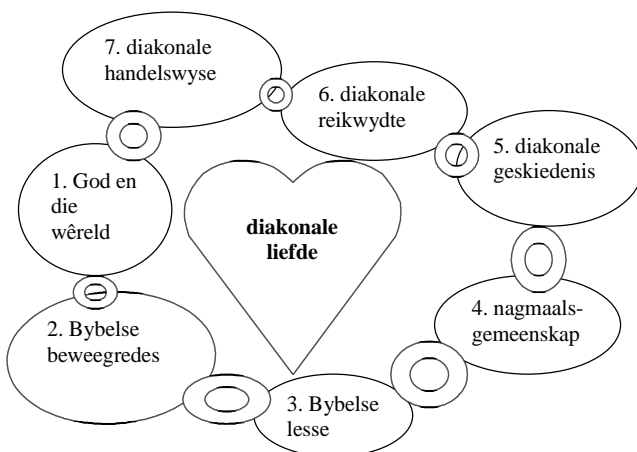 7. diakonale
handelswyse
6. diakonale
reikwydte
5. diakonale
geskiedenis
1. God en
die
wêreld
diakonale
liefde
2. Bybelse
beweegredes
4. nagmaals-
gemeenskap
3. Bybelse
lesse